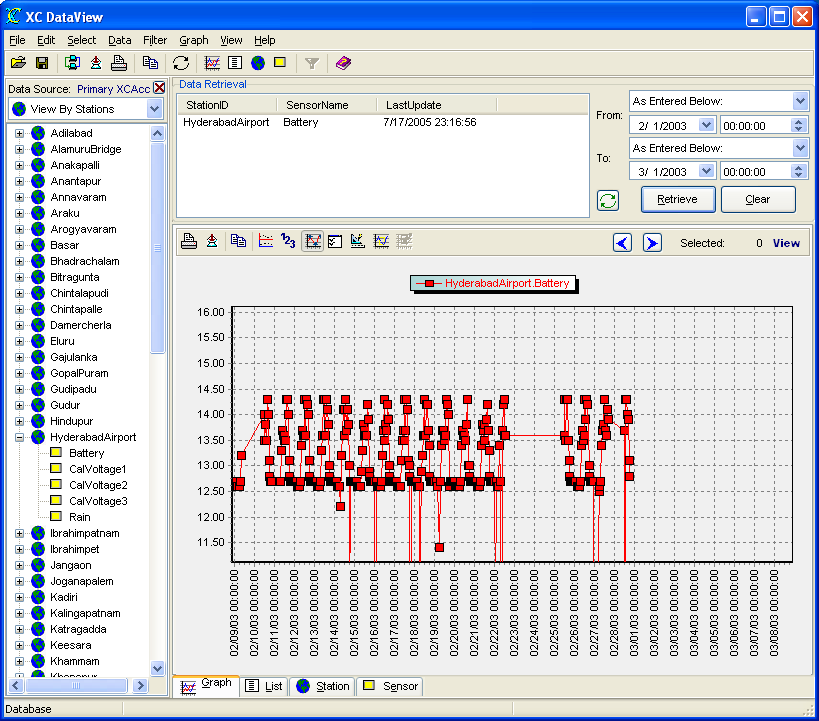 XC DataView
File Edit Select Data Filter Graph View Help
Data Source: Primary XCAcc
View By Stations
Adilabad
AlamuruBridge
Anakapalli
Anantapur
Annavaram
Araku
Arogyavaram
Basar
Bhadrachalam
Bitragunta
Chintalapudi
Chintapalle
Damercherla
Eluru
Gajulanka
GopalPuram
Gudipadu
Gudur
Hindupur
HyderabadAirport
Battery
CalVoltage1
CalVoltage2
CalVoltage3
Rain
Ibrahimpatnam
Ibrahimpet
Jangaon
Joganapalem
Kadiri
Kalingapatnam
Katragadda
Keesara
Khammam
Data Retrieval
StationID SensorName LastUpdate
HyderabadAirport Battery 7/17/2005 23:16:56
From: As Entered Below:
2/ 1/2003 00:00:00
To: As Entered Below:
3/ 1/2003 00:00:00
Retrieve Clear
123
Selected: 0 View
HyderabadAirport.Battery
16.00
15.50
15.00
14.50
14.00
13.50
13.00
12.50
12.00
11.50
02/09/03 00:00:00
02/10/03 00:00:00
02/11/03 00:00:00
02/12/03 00:00:00
02/13/03 00:00:00
02/14/03 00:00:00
02/15/03 00:00:00
02/16/03 00:00:00
02/17/03 00:00:00
02/18/03 00:00:00
02/19/03 00:00:00
02/20/03 00:00:00
02/21/03 00:00:00
02/22/03 00:00:00
02/23/03 00:00:00
02/24/03 00:00:00
02/25/03 00:00:00
02/26/03 00:00:00
02/27/03 00:00:00
02/28/03 00:00:00
03/01/03 00:00:00
03/02/03 00:00:00
03/03/03 00:00:00
03/04/03 00:00:00
03/05/03 00:00:00
03/06/03 00:00:00
03/07/03 00:00:00
03/08/03 00:00:00
Graph List Station Sensor
Database